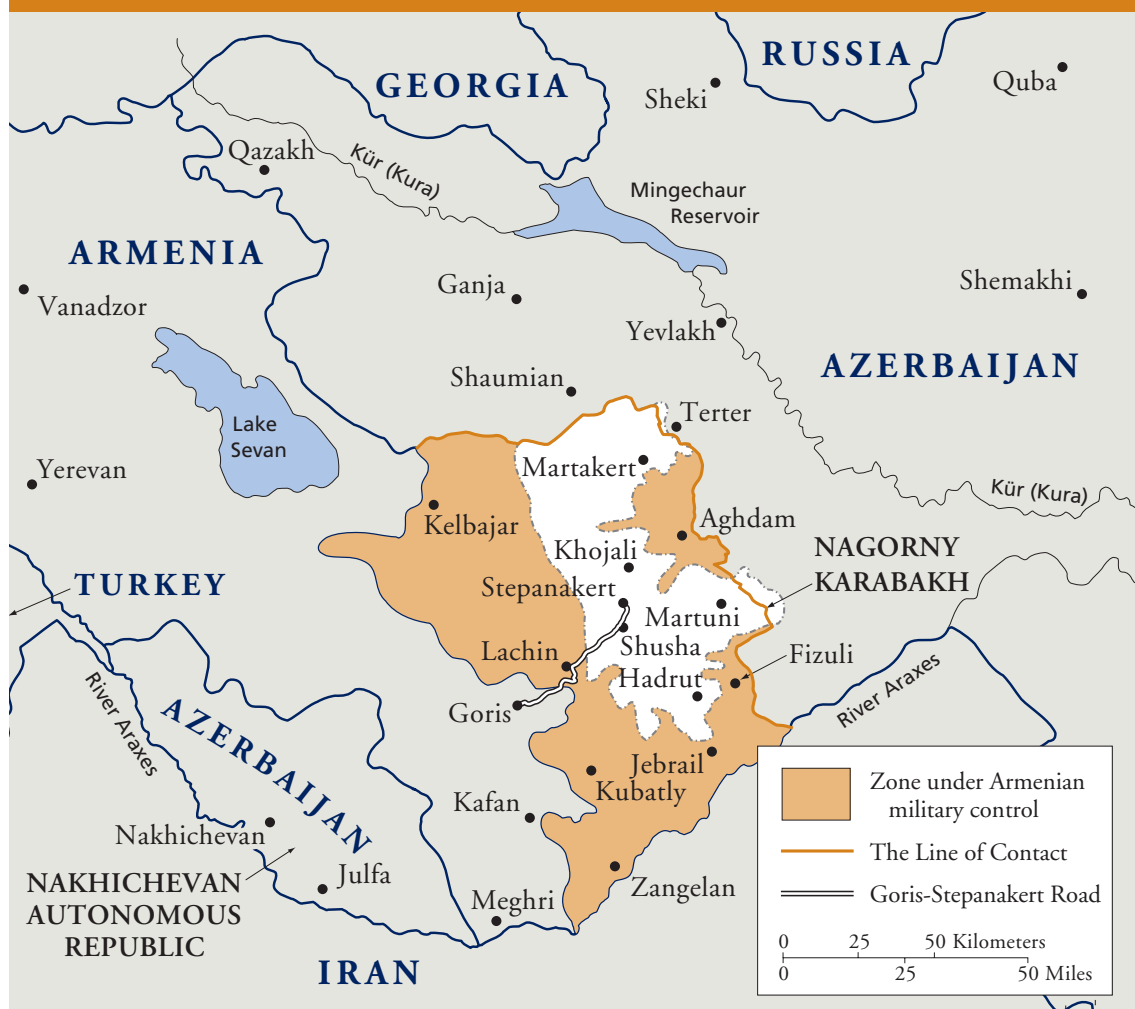 RUSSIA
GEORGIA
Quba
Sheki
Qazakh
Kür (Kura)
Mingechaur
Reservoir
ARMENIA
Ganja
Shemakhi
Vanadzor
Yevlakh
AZERBAIJAN
Shaumian
Lake
Sevan
Terter
Yerevan
Martakert
Kür (Kura)
Kelbajar
Aghdam
Khojali
NAGORNY
KARABAKH
TURKEY
Stepanakert
Martuni
Shusha
Lachin
Fizuli
Hadrut
River Araxes
River Araxes
Goris
AZERBAIJAN
Jebrail
Kubatly
Kafan
Nakhichevan
Julfa
NAKHICHEVAN
AUTONOMOUS
REPUBLIC
Zangelan
Meghri
IRAN
Zone under Armenian
military control
The Line of Contact
Goris-Stepanakert Road
0 25 50 Kilometers
0 25 50 Miles